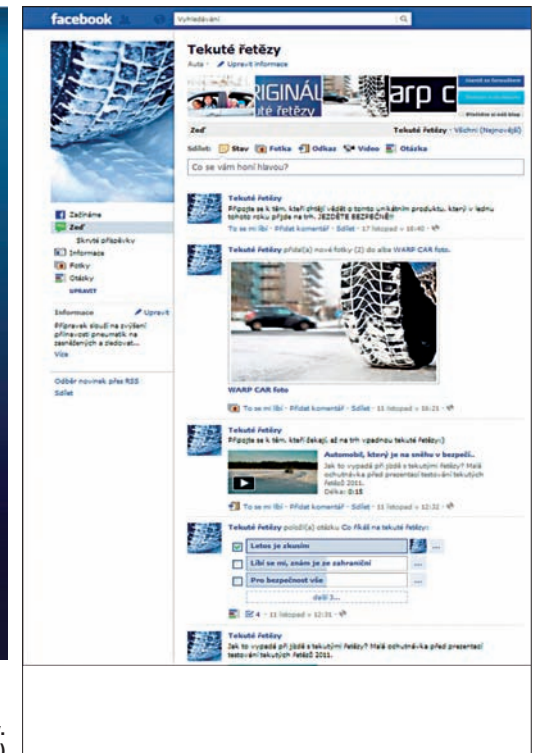 facebook
Vyhledávání
Tekuté řetězy
Auta · Upravit informace
RIGINÁL
uté řetězy
arp c
Zeď
Tekuté řetězy · Všichni (Nejnovější)
Sdílet: Stav Fotka Odkaz Video Otázka
Co se vám honí hlavou?
Tekuté řetězy
Připojte se k těm, kteří chtějí vědět o tomto unikátním produktu, který v lednu
tohoto roku přijde na trh. JEZDĚTE BEZPEČNĚ!!!
To se mi líbí · Přidat komentář · Sdílet · 17 listopad v 16:40
Začínáme
Zeď
Skryté příspěvky
Informace
Fotky
Otázky
UPRAVIT
Informace Upravit
Přípravek slouží na zvýšení
přilnavosti pneumatik na
zasněžených a zledovat...
Více
Odběr novinek přes RSS
Sdílet
Tekuté řetězy přidal(a) nové fotky (2) do alba WARP CAR foto.
WARP CAR foto
To se mi líbí · Přidat komentář · Sdílet · 11 listopad v 16:21
Tekuté řetězy
Připojte se k těm, kteří čekají, až na trh vpadnou tekuté řetězy:)
Automobil, který je na sněhu v bezpečí..
Jak to vypadá při jízdě s tekutými řetězy? Malá
ochutnávka před prezentací testování tekutých
řetězů 2011.
Délka: 0:15
To se mi líbí · Přidat komentář · Sdílet · 11 listopad v 12:32
Tekuté řetězy položil(a) otázku Co říkáš na tekuté řetězy:
Letos je zkusím
...
Líbí se mi, znám je ze zahraniční
...
Pro bezpečnost vše
...
další 3...
4 · 11 listopad v 12:31
Tekuté řetězy
Jak to vypadá při jízdě s tekutými řetězy? Malá ochutnávka před prezentací
testování tekutých řetězů 2011.